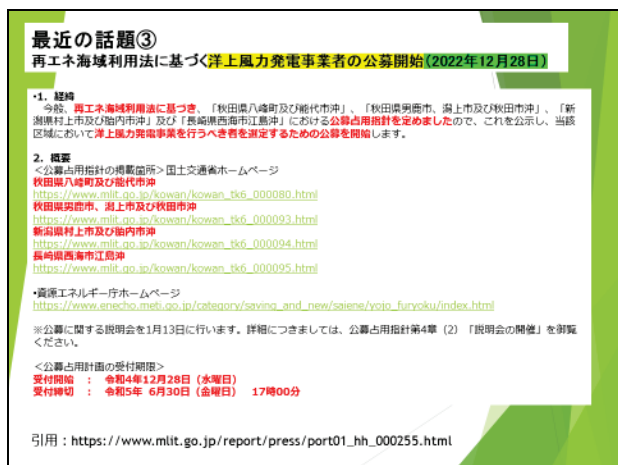 最近の話題③
再エネ海域利用法に基づく洋上風力発電事業者の公募開始(2022年12月28日)
•1. 経緯
今般、再エネ海域利用法に基づき、「秋田県八峰町及び能代市沖」、「秋田県男鹿市、潟上市及び秋田市沖」、「新
潟県村上市及び胎内市沖」及び「長崎県西海市江島沖」における公募占用指針を定めましたので、これを公示し、当該
区域において洋上風力発電事業を行うべき者を選定するための公募を開始します。
2. 概要
<公募占用指針の掲載箇所>国土交通省ホームページ
秋田県八峰町及び能代市沖
https://www.mlit.go.jp/kowan/kowan_tk6_000080.html
秋田県男鹿市、潟上市及び秋田市沖
https://www.mlit.go.jp/kowan/kowan_tk6_000093.html
新潟県村上市及び胎内市沖
https://www.mlit.go.jp/kowan/kowan_tk6_000094.html
長崎県西海市江島沖
https://www.mlit.go.jp/kowan/kowan_tk6_000095.html
•資源エネルギー庁ホームページ
https://www.enecho.meti.go.jp/category/saving_and_new/saiene/yojo_furyoku/index.html
※公募に関する説明会を1月13日に行います。詳細につきましては、公募占用指針第4章(2)「説明会の開催」を御覧
ください。
<公募占用計画の受付期限>
受付開始 : 令和4年12月28日(水曜日)
受付締切 : 令和5年 6月30日(金曜日) 17時00分
引用:https://www.mlit.go.jp/report/press/port01_hh_000255.html